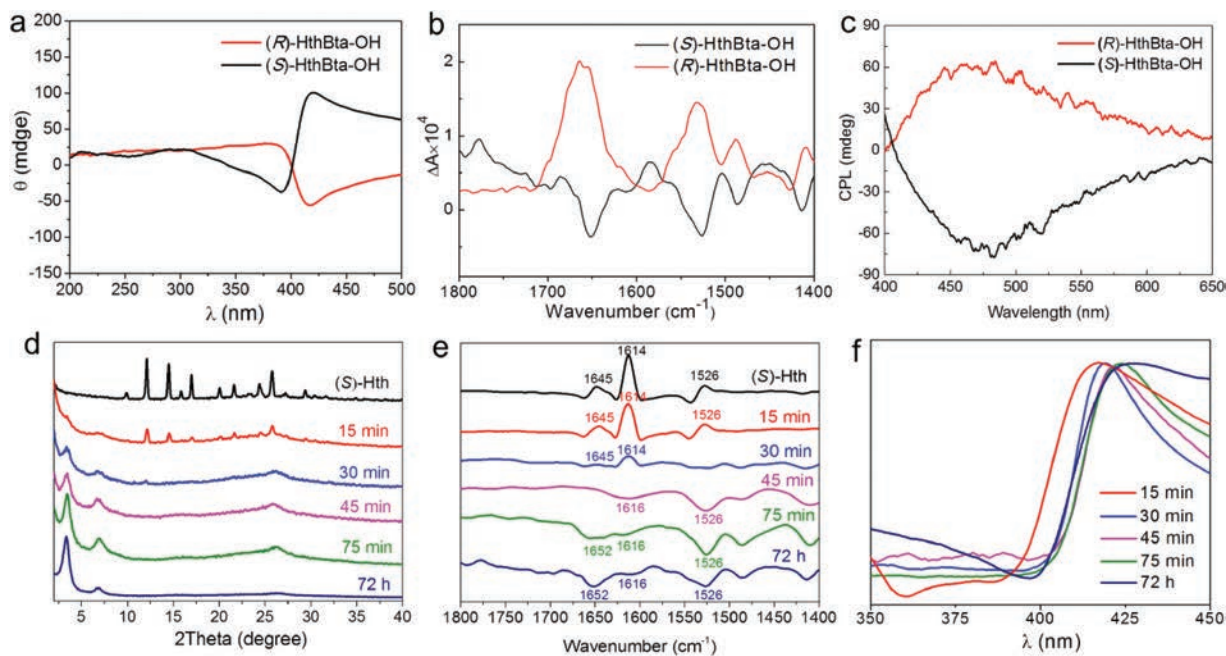 a
200
150
100
50
0
-50
-100
-150
θ (mdge)
(R)-HthBta-OH
(S)-HthBta-OH
200 250 300 350 400 450 500
λ (nm)
b
4
2
0
ΔA×10⁴
(S)-HthBta-OH
(R)-HthBta-OH
1800 1700 1600 1500 1400
Wavenumber (cm⁻¹)
c
90
60
30
0
-30
-60
-90
CPL (mdeg)
(R)-HthBta-OH
(S)-HthBta-OH
400 450 500 550 600 650
Wavelength (nm)
d
(S)-Hth
15 min
30 min
45 min
75 min
72 h
5 10 15 20 25 30 35 40
2Theta (degree)
e
1614
1645 1526 (S)-Hth
1614
1645 1526 15 min
1645 1614 30 min
45 min
1616 1526
75 min
1652 1616 1526
72 h
1652 1616 1526
1800 1750 1700 1650 1600 1550 1500 1450 1400
Wavenumber (cm⁻¹)
f
15 min
30 min
45 min
75 min
72 h
350 375 400 425 450
λ (nm)